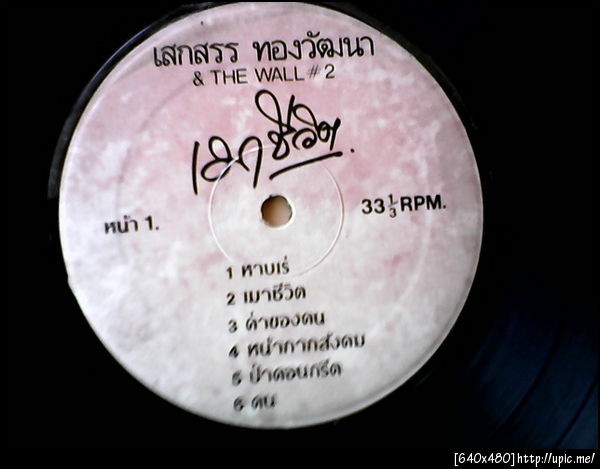 เสกสรร ทองวัฒนา
& THE WALL #2
เมาชีวิต.
หน้า 1.
33 1/3 RPM.
1 หาบเร่
2 เมาชีวิต
3 ค่าของคน
4 หน้ากากสังคม
5 ป่าคอนกรีต
6 คน
[640x480]http://upic.me/